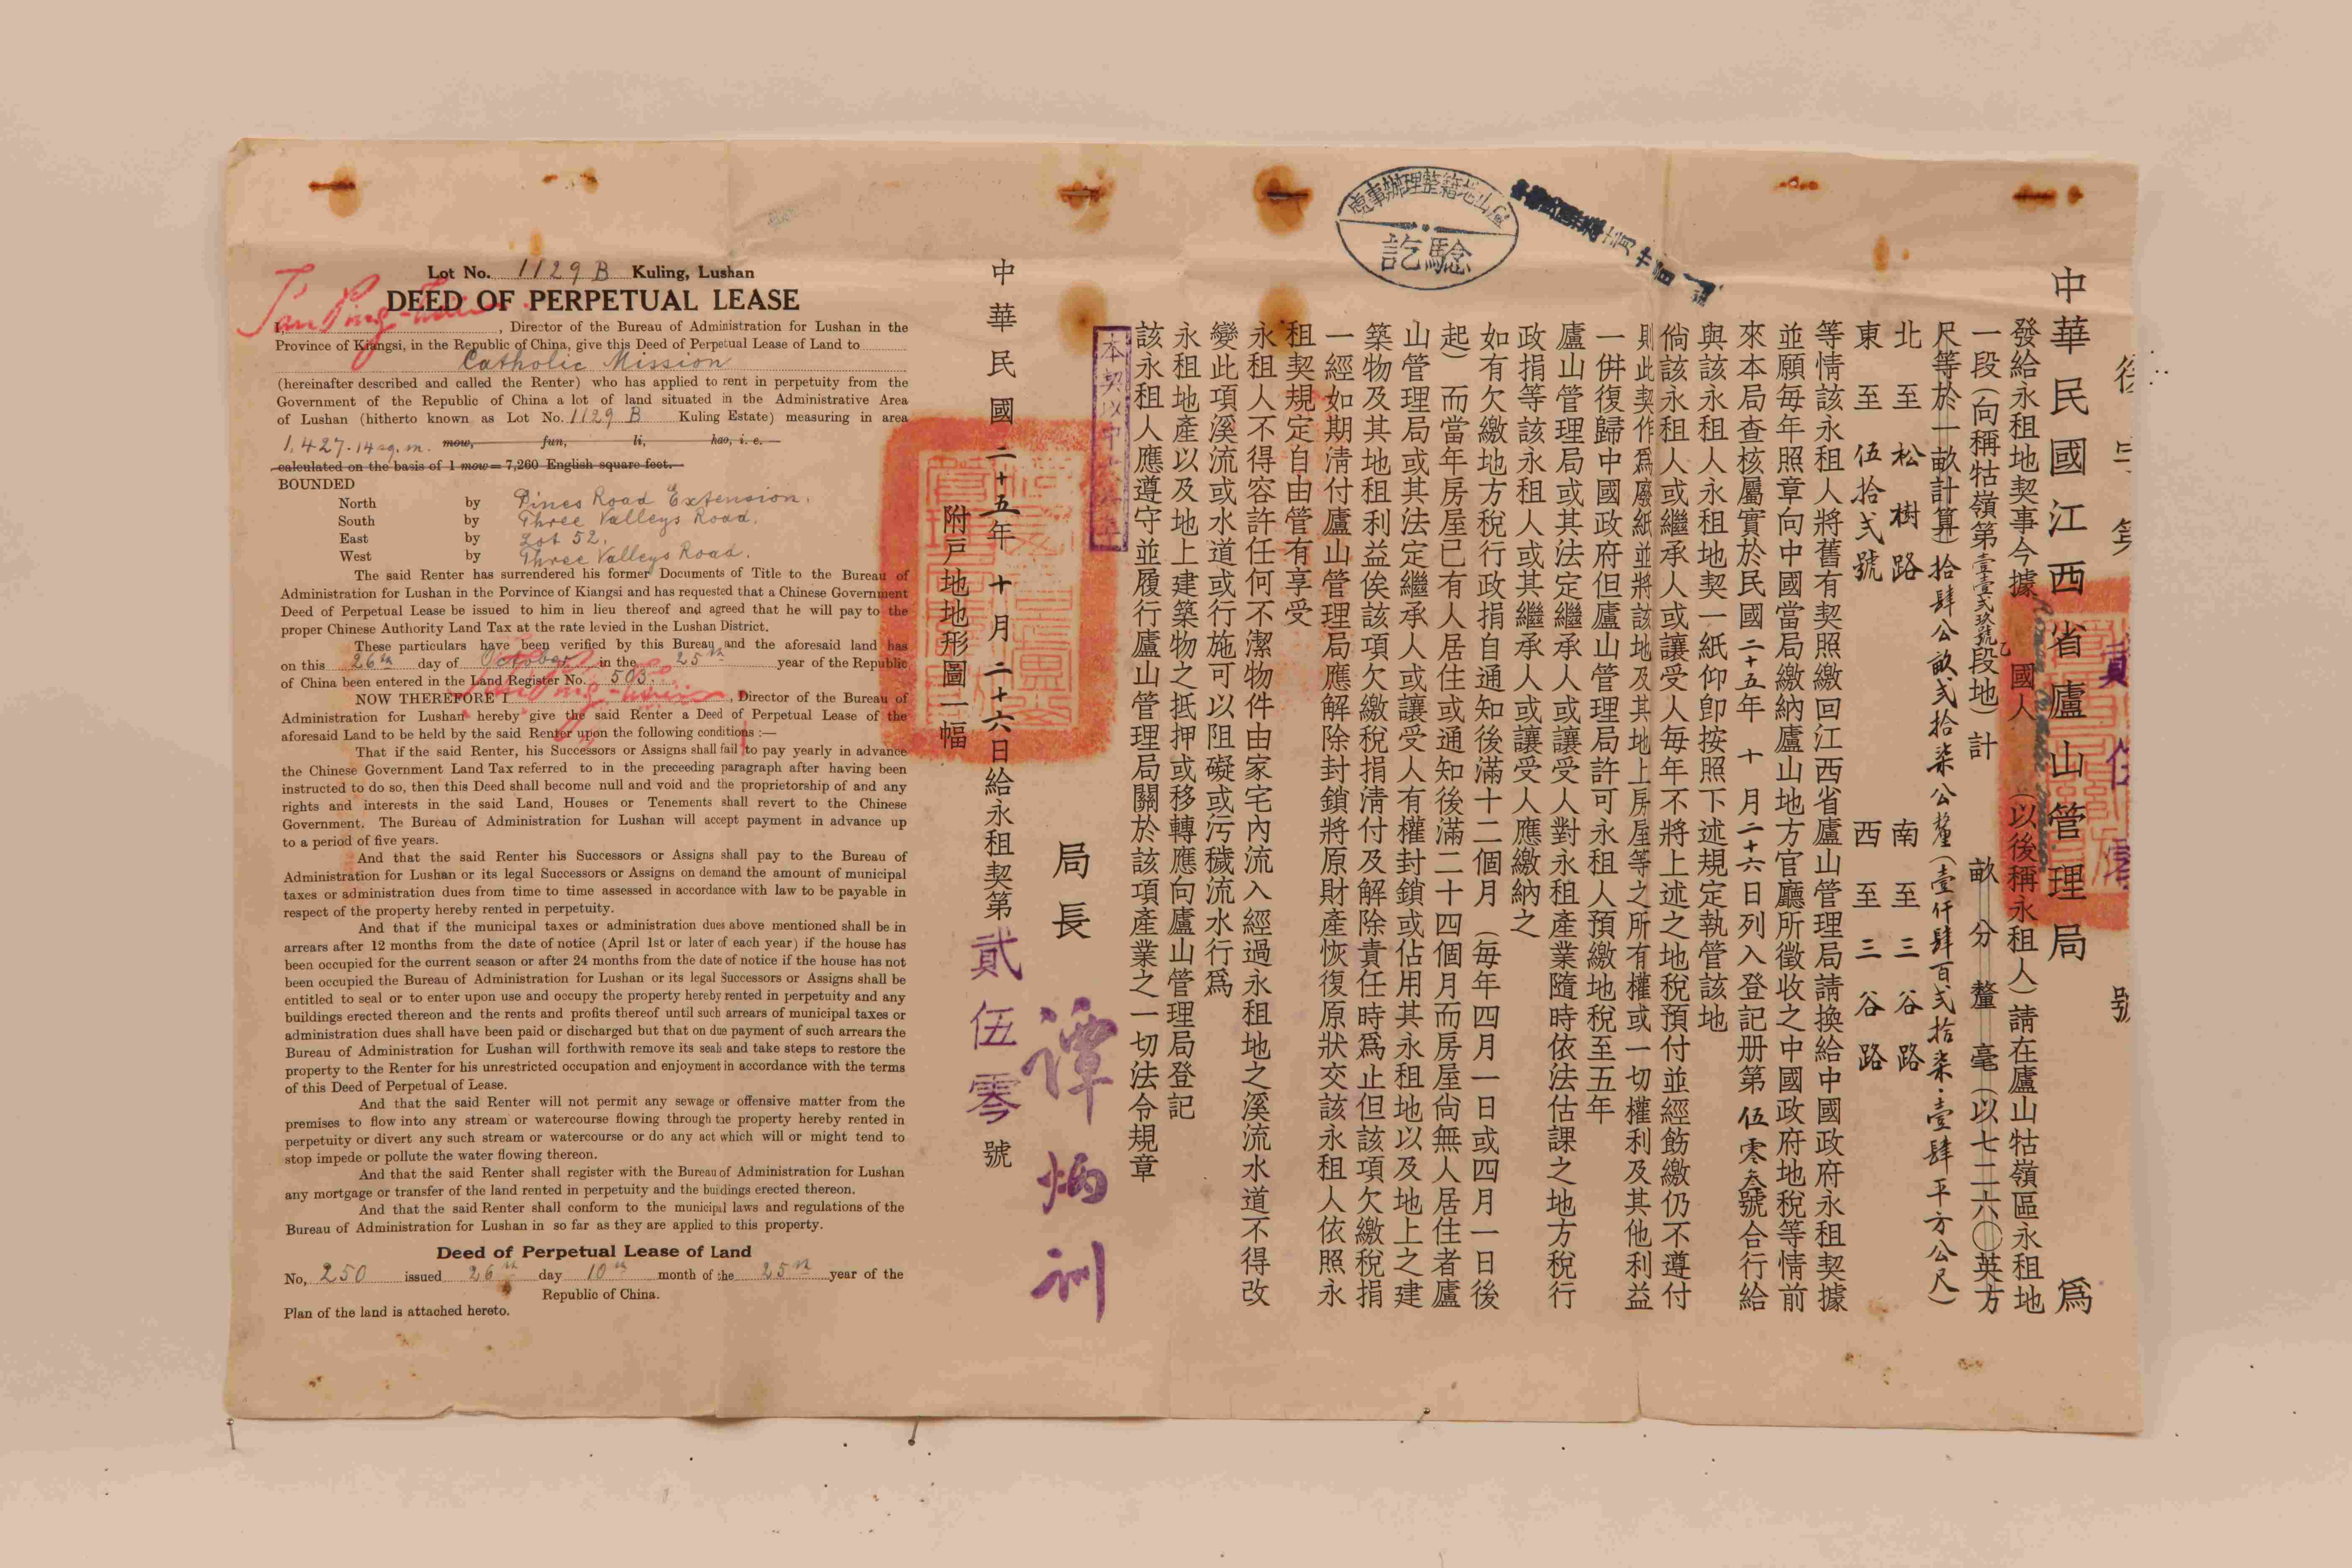 Lot No. 1129 B Kuling, Lushan
DEED OF PERPETUAL LEASE
I, , Director of the Bureau of Administration for Lushan in the
Province of Kiangsi, in the Republic of China, give this Deed of Perpetual Lease of Land to
Catholic Mission
(hereinafter described and called the Renter) who has applied to rent in perpetuity from the
Government of the Republic of China a lot of land situated in the Administrative Area
of Lushan (hitherto known as Lot No. 1129 B Kuling Estate) measuring in area
1,427.14 sq. m. mow, fun, li, hao, i. e.
calculated on the basis of 1 mow = 7,260 English square feet.
BOUNDED
North by Pines Road Extension.
South by Three Valleys Road.
East by Lot 52.
West by Three Valleys Road.
The said Renter has surrendered his former Documents of Title to the Bureau of
Administration for Lushan in the Porvince of Kiangsi and has requested that a Chinese Government
Deed of Perpetual Lease be issued to him in lieu thereof and agreed that he will pay to the
proper Chinese Authority Land Tax at the rate levied in the Lushan District.
These particulars have been verified by this Bureau and the aforesaid land has
on this 26th day of October in the 25th year of the Republic
of China been entered in the Land Register No. 503.
NOW THEREFORE I , Director of the Bureau of
Administration for Lushan hereby give the said Renter a Deed of Perpetual Lease of the
aforesaid Land to be held by the said Renter upon the following conditions :—
That if the said Renter, his Successors or Assigns shall fail to pay yearly in advance
the Chinese Government Land Tax referred to in the preceeding paragraph after having been
instructed to do so, then this Deed shall become null and void and the proprietorship of and any
rights and interests in the said Land, Houses or Tenements shall revert to the Chinese
Government. The Bureau of Administration for Lushan will accept payment in advance up
to a period of five years.
And that the said Renter his Successors or Assigns shall pay to the Bureau of
Administration for Lushan or its legal Successors or Assigns on demand the amount of municipal
taxes or administration dues from time to time assessed in accordance with law to be payable in
respect of the property hereby rented in perpetuity.
And that if the municipal taxes or administration dues above mentioned shall be in
arrears after 12 months from the date of notice (April 1st or later of each year) if the house has
been occupied for the current season or after 24 months from the date of notice if the house has not
been occupied the Bureau of Administration for Lushan or its legal Successors or Assigns shall be
entitled to seal or to enter upon use and occupy the property hereby rented in perpetuity and any
buildings erected thereon and the rents and profits thereof until such arrears of municipal taxes or
administration dues shall have been paid or discharged but that on due payment of such arrears the
Bureau of Administration for Lushan will forthwith remove its seals and take steps to restore the
property to the Renter for his unrestricted occupation and enjoyment in accordance with the terms
of this Deed of Perpetual of Lease.
And that the said Renter will not permit any sewage or offensive matter from the
premises to flow into any stream or watercourse flowing through the property hereby rented in
perpetuity or divert any such stream or watercourse or do any act which will or might tend to
stop impede or pollute the water flowing thereon.
And that the said Renter shall register with the Bureau of Administration for Lushan
any mortgage or transfer of the land rented in perpetuity and the buildings erected thereon.
And that the said Renter shall conform to the municipal laws and regulations of the
Bureau of Administration for Lushan in so far as they are applied to this property.
Deed of Perpetual Lease of Land
No, 250 issued 26th day 10th month of the 25th year of the
Republic of China.
Plan of the land is attached hereto.
廬山地籍整理辦事處
驗訖
中華民國江西省廬山管理局 爲
發給永租地契事今據 國人 (以後稱永租人)請在廬山牯嶺區永租地
一段(向稱牯嶺第壹壹弍玖號段地)計 畝 分 釐 毫(以七二六〇英方
尺等於一畝計算)拾肆公畝弍拾柒公釐(壹仟肆百弍拾柒.壹肆平方公尺)
北至松樹路 南至三谷路
東至伍拾弍號 西至三谷路
等情該永租人將舊有契照繳回江西省廬山管理局請換給中國政府永租契據
並願每年照章向中國當局繳納廬山地方官廳所徵收之中國政府地稅等情前
來本局查核屬實於民國二十五年十月二十六日列入登記册第伍零叁號合行給
與該永租人永租地契一紙仰卽按照下述規定執管該地
倘該永租人或繼承人或讓受人每年不將上述之地稅預付並經飭繳仍不遵付
則此契作爲廢紙並將該地及其地上房屋等之所有權或一切權利及其他利益
一併復歸中國政府但廬山管理局許可永租人預繳地稅至五年
廬山管理局或其法定繼承人或讓受人對永租產業隨時依法估課之地方稅行
政捐等該永租人或其繼承人或讓受人應繳納之
如有欠繳地方稅行政捐自通知後滿十二個月(每年四月一日或四月一日後
起)而當年房屋已有人居住或通知後滿二十四個月而房屋尙無人居住者廬
山管理局或其法定繼承人或讓受人有權封鎖或佔用其永租地以及地上之建
築物及其地租利益俟該項欠繳稅捐淸付及解除責任時爲止但該項欠繳稅捐
一經如期淸付廬山管理局應解除封鎖將原財產恢復原狀交該永租人依照永
租契規定自由管有享受
永租人不得容許任何不潔物件由家宅內流入經過永租地之溪流水道不得改
變此項溪流或水道或行施可以阻礙或污穢流水行爲
永租地產以及地上建築物之抵押或移轉應向廬山管理局登記
該永租人應遵守並履行廬山管理局關於該項產業之一切法令規章
局長 譚炳訓
中華民國二十五年十月二十六日給永租契第貳伍零號
附戶地地形圖一幅